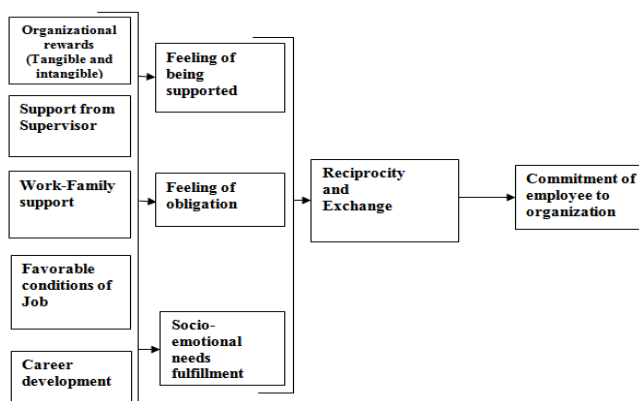 Organizational
rewards
(Tangible and
intangible)
Support from
Supervisor
Work-Family
support
Favorable
conditions of
Job
Career
development
Feeling of
being
supported
Feeling of
obligation
Socio-
emotional
needs
fulfillment
Reciprocity
and
Exchange
Commitment of
employee to
organization